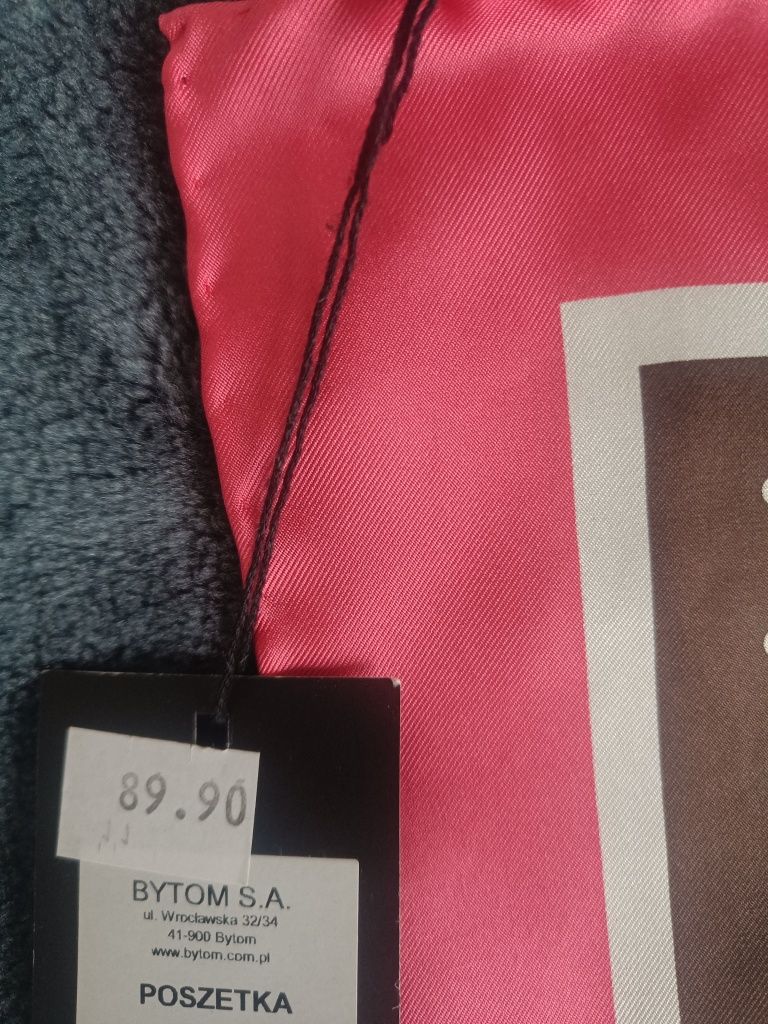 89.90
BYTOM S.A.
ul. Wrocławska 32/34
41-900 Bytom
www.bytom.com.pl
POSZETKA